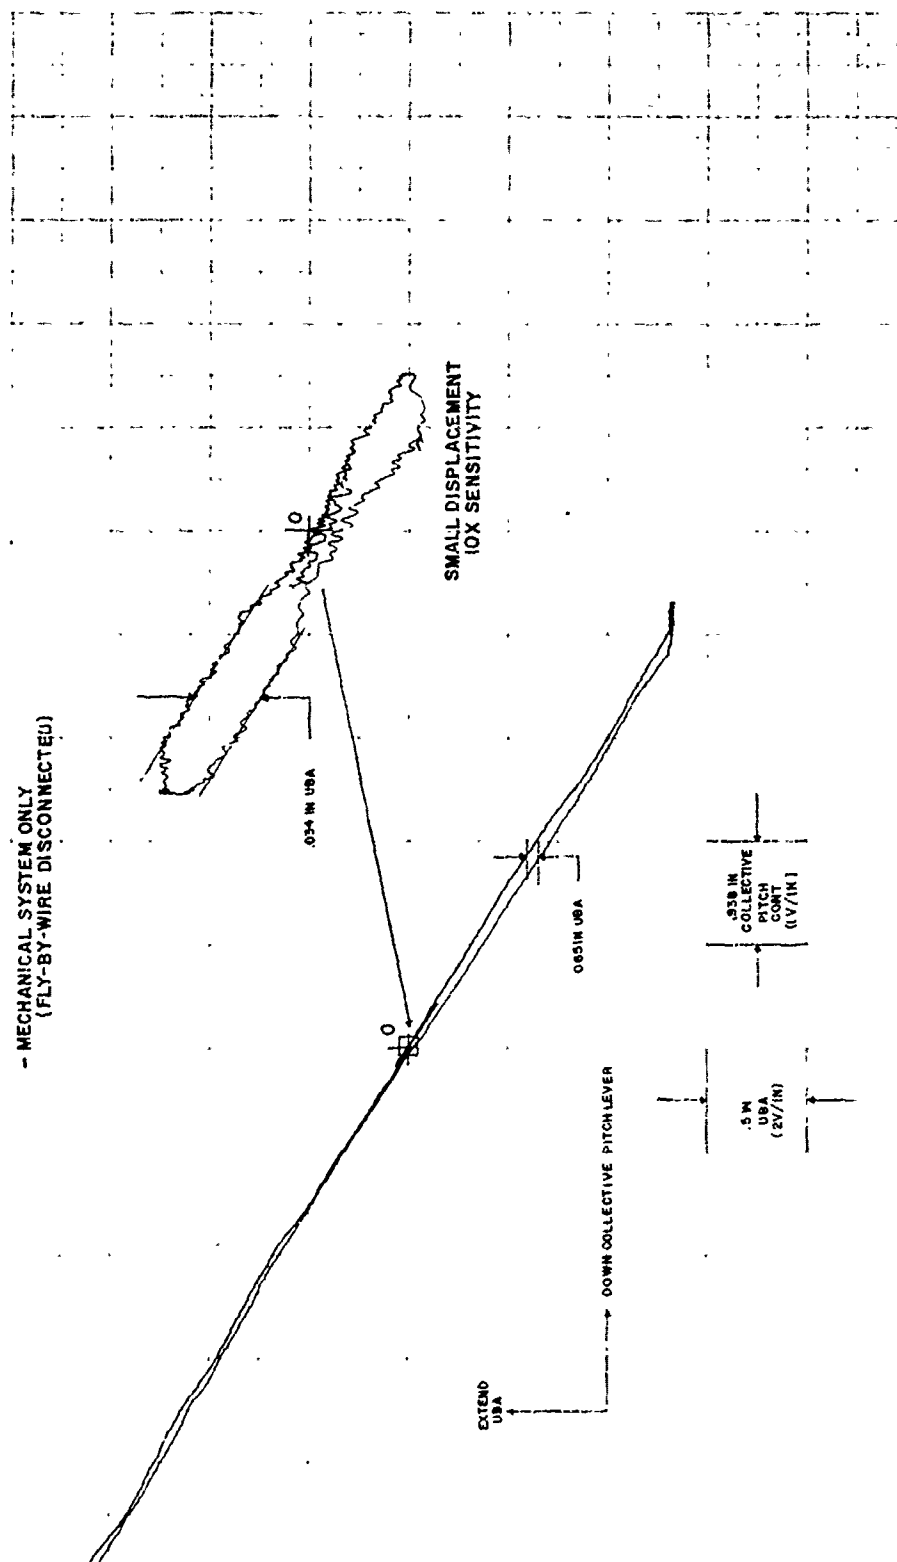 - MECHANICAL SYSTEM ONLY
(FLY-BY-WIRE DISCONNECTED)
O
SMALL DISPLACEMENT
10X SENSITIVITY
.034 IN UBA
O
.065 IN UBA
.938 IN
COLLECTIVE
PITCH
CONT
(1V/IN)
.5 IN
UBA
(2V/IN)
EXTEND
UBA
DOWN COLLECTIVE PITCH LEVER